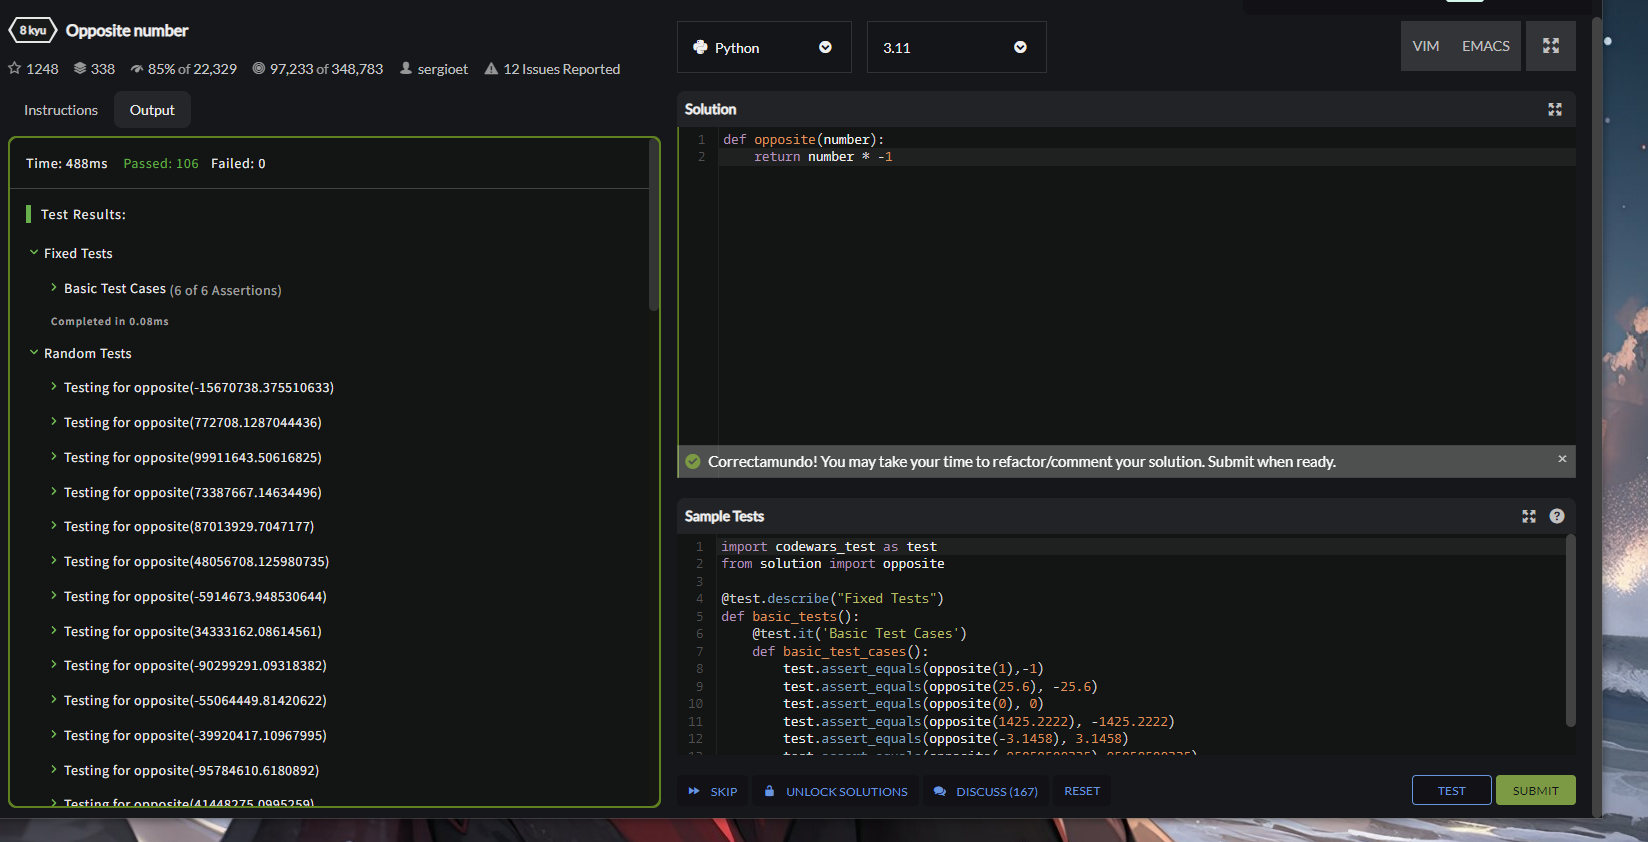 8 kyu Opposite number
1248 338 85% of 22,329 97,233 of 348,783 sergioet 12 Issues Reported
Instructions Output
Time: 488ms Passed: 106 Failed: 0
Test Results:
Fixed Tests
Basic Test Cases (6 of 6 Assertions)
Completed in 0.08ms
Random Tests
Testing for opposite(-15670738.375510633)
Testing for opposite(772708.1287044436)
Testing for opposite(99911643.50616825)
Testing for opposite(73387667.14634496)
Testing for opposite(87013929.7047177)
Testing for opposite(48056708.125980735)
Testing for opposite(-5914673.948530644)
Testing for opposite(34333162.08614561)
Testing for opposite(-90299291.09318382)
Testing for opposite(-55064449.81420622)
Testing for opposite(-39920417.10967995)
Testing for opposite(-95784610.6180892)
Testing for opposite(41448275.0995259)
Python 3.11 VIM EMACS
Solution
1 def opposite(number):
2 return number * -1
Correctamundo! You may take your time to refactor/comment your solution. Submit when ready. ×
Sample Tests ?
1 import codewars_test as test
2 from solution import opposite
3
4 @test.describe("Fixed Tests")
5 def basic_tests():
6 @test.it('Basic Test Cases')
7 def basic_test_cases():
8 test.assert_equals(opposite(1),-1)
9 test.assert_equals(opposite(25.6), -25.6)
10 test.assert_equals(opposite(0), 0)
11 test.assert_equals(opposite(1425.2222), -1425.2222)
12 test.assert_equals(opposite(-3.1458), 3.1458)
SKIP UNLOCK SOLUTIONS DISCUSS (167) RESET TEST SUBMIT